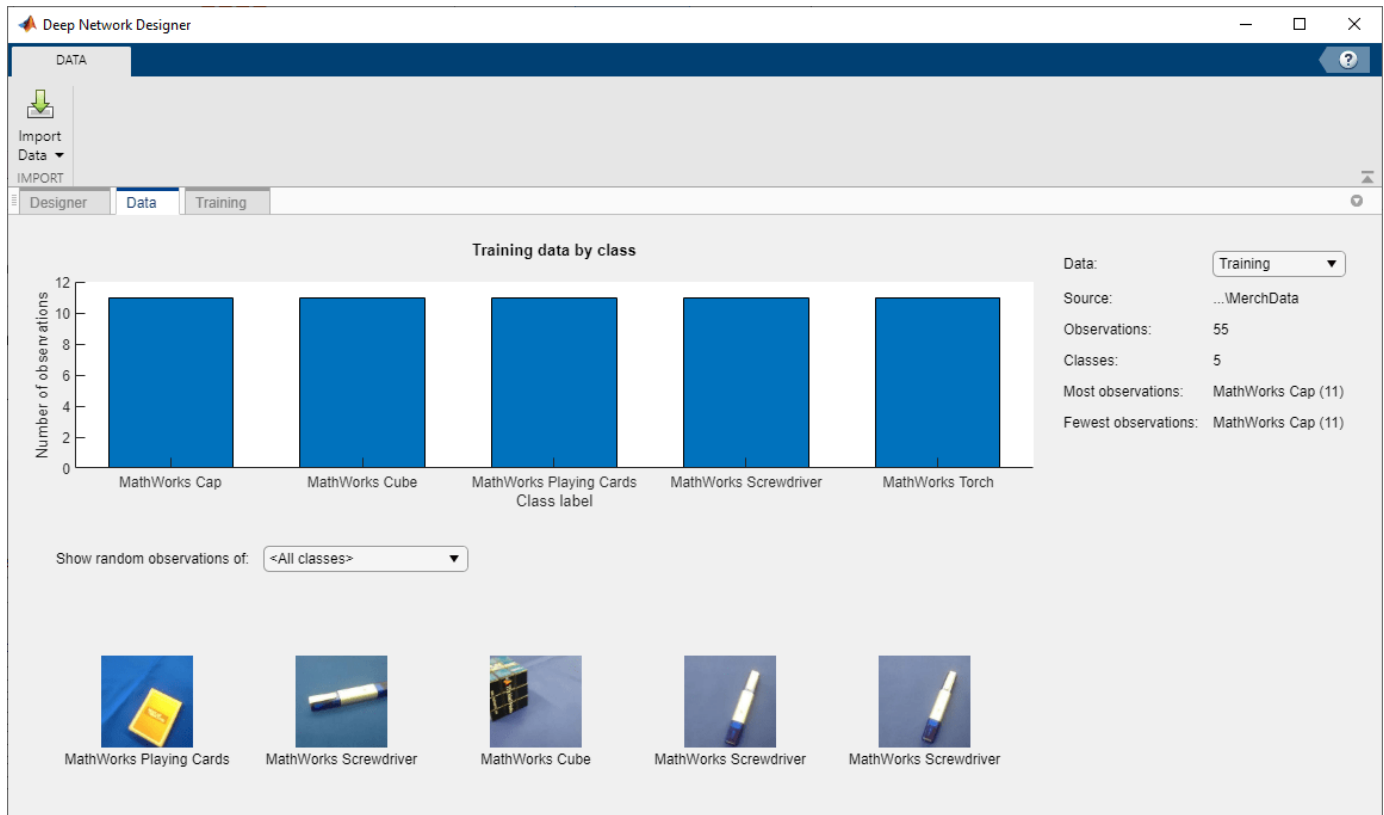 Deep Network Designer
DATA
Import
Data
IMPORT
Designer Data Training
Training data by class
Number of observations
12
10
8
6
4
2
0
MathWorks Cap MathWorks Cube MathWorks Playing Cards MathWorks Screwdriver MathWorks Torch
Class label
Data: Training
Source: ...\MerchData
Observations: 55
Classes: 5
Most observations: MathWorks Cap (11)
Fewest observations: MathWorks Cap (11)
Show random observations of: <All classes>
MathWorks Playing Cards MathWorks Screwdriver MathWorks Cube MathWorks Screwdriver MathWorks Screwdriver